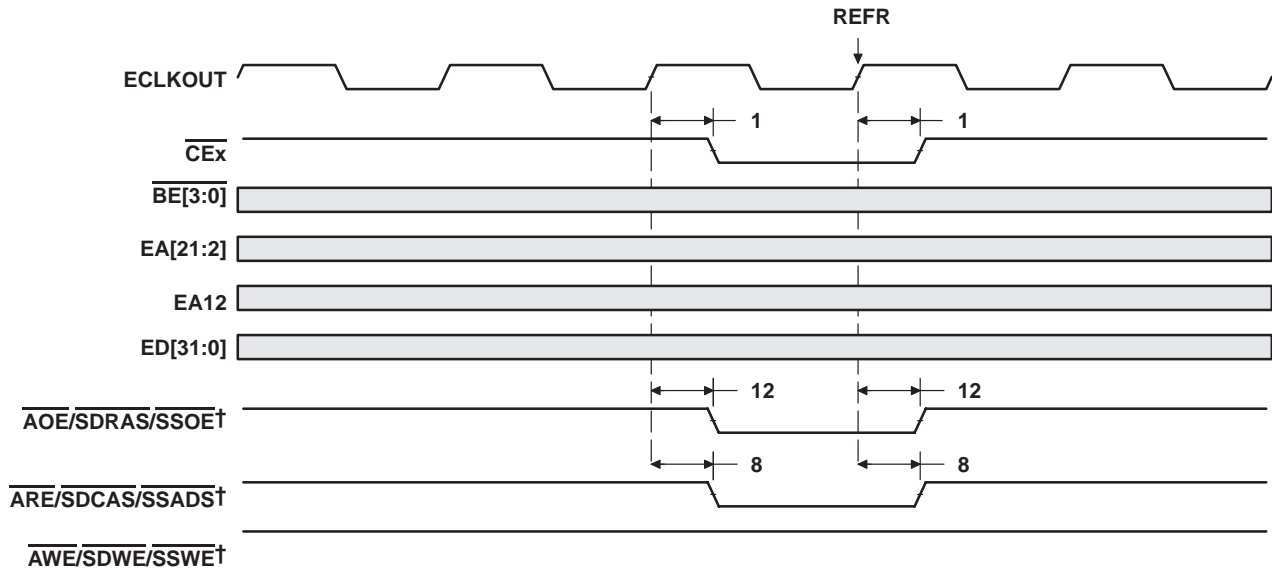 REFR
ECLKOUT
1 1
CEx
BE[3:0]
EA[21:2]
EA12
ED[31:0]
12 12
AOE/SDRAS/SSOE†
8 8
ARE/SDCAS/SSADS†
AWE/SDWE/SSWE†